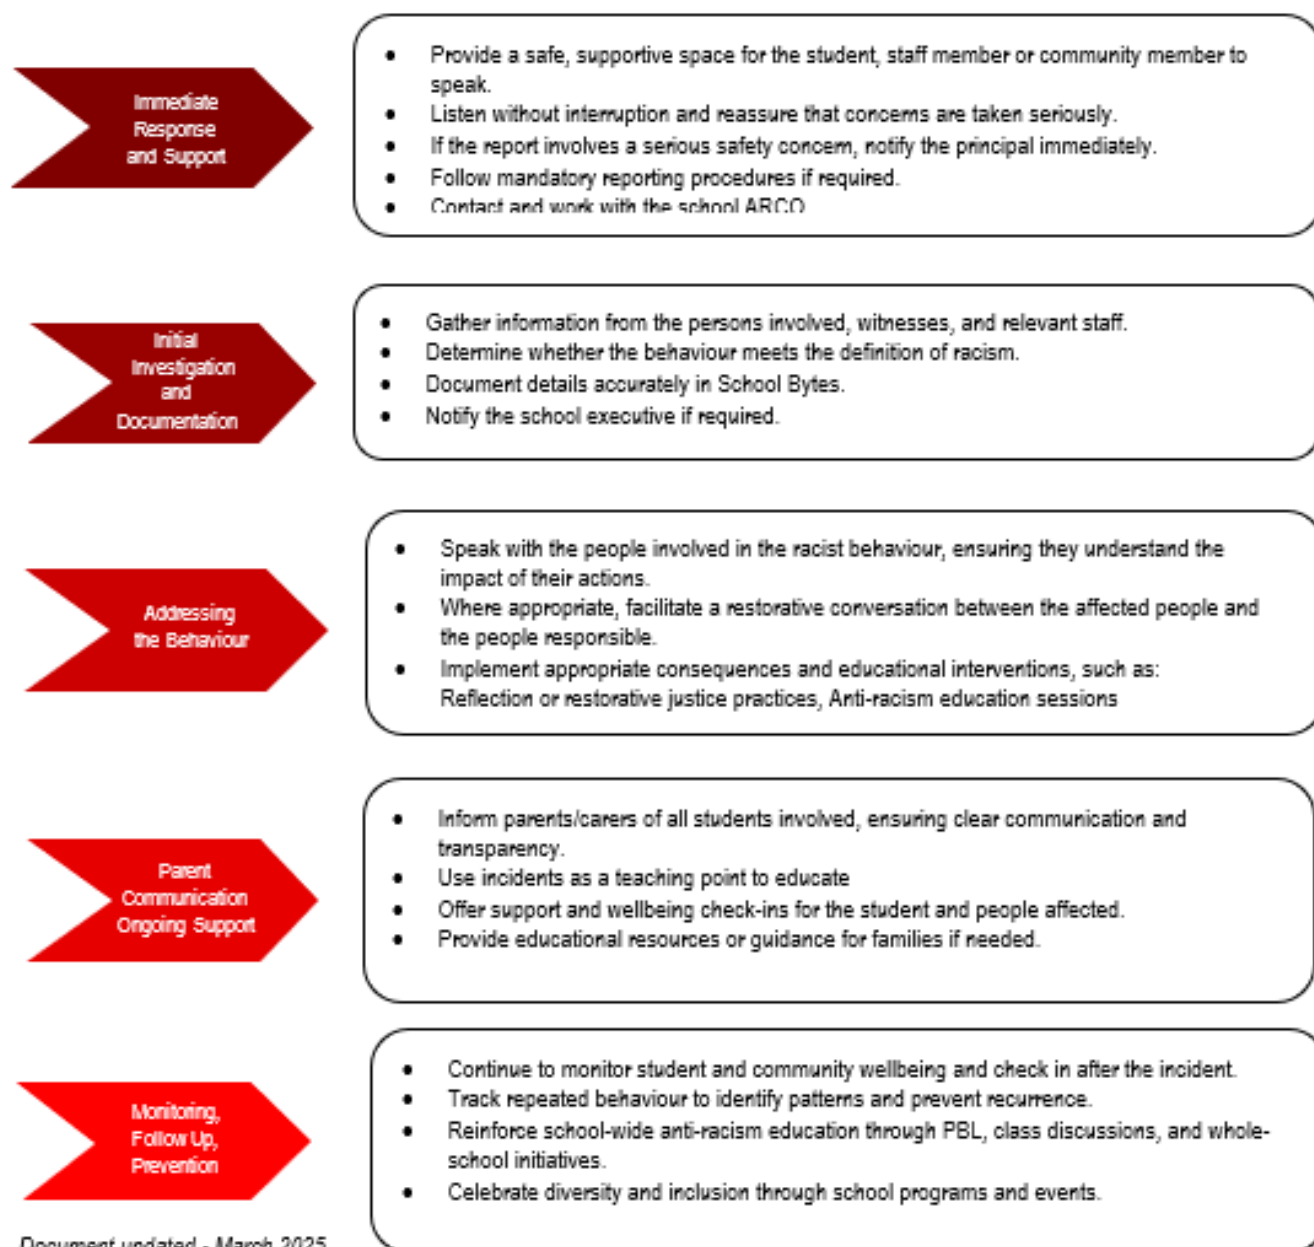 Immediate
Response
and Support
• Provide a safe, supportive space for the student, staff member or community member to
speak.
• Listen without interruption and reassure that concerns are taken seriously.
• If the report involves a serious safety concern, notify the principal immediately.
• Follow mandatory reporting procedures if required.
• Contact and work with the school ARCO
Initial
Investigation
and
Documentation
• Gather information from the persons involved, witnesses, and relevant staff.
• Determine whether the behaviour meets the definition of racism.
• Document details accurately in School Bytes.
• Notify the school executive if required.
Addressing
the Behaviour
• Speak with the people involved in the racist behaviour, ensuring they understand the
impact of their actions.
• Where appropriate, facilitate a restorative conversation between the affected people and
the people responsible.
• Implement appropriate consequences and educational interventions, such as:
Reflection or restorative justice practices, Anti-racism education sessions
Parent
Communication
Ongoing Support
• Inform parents/carers of all students involved, ensuring clear communication and
transparency.
• Use incidents as a teaching point to educate
• Offer support and wellbeing check-ins for the student and people affected.
• Provide educational resources or guidance for families if needed.
Monitoring,
Follow Up,
Prevention
• Continue to monitor student and community wellbeing and check in after the incident.
• Track repeated behaviour to identify patterns and prevent recurrence.
• Reinforce school-wide anti-racism education through PBL, class discussions, and whole-
school initiatives.
• Celebrate diversity and inclusion through school programs and events.
Document updated - March 2025